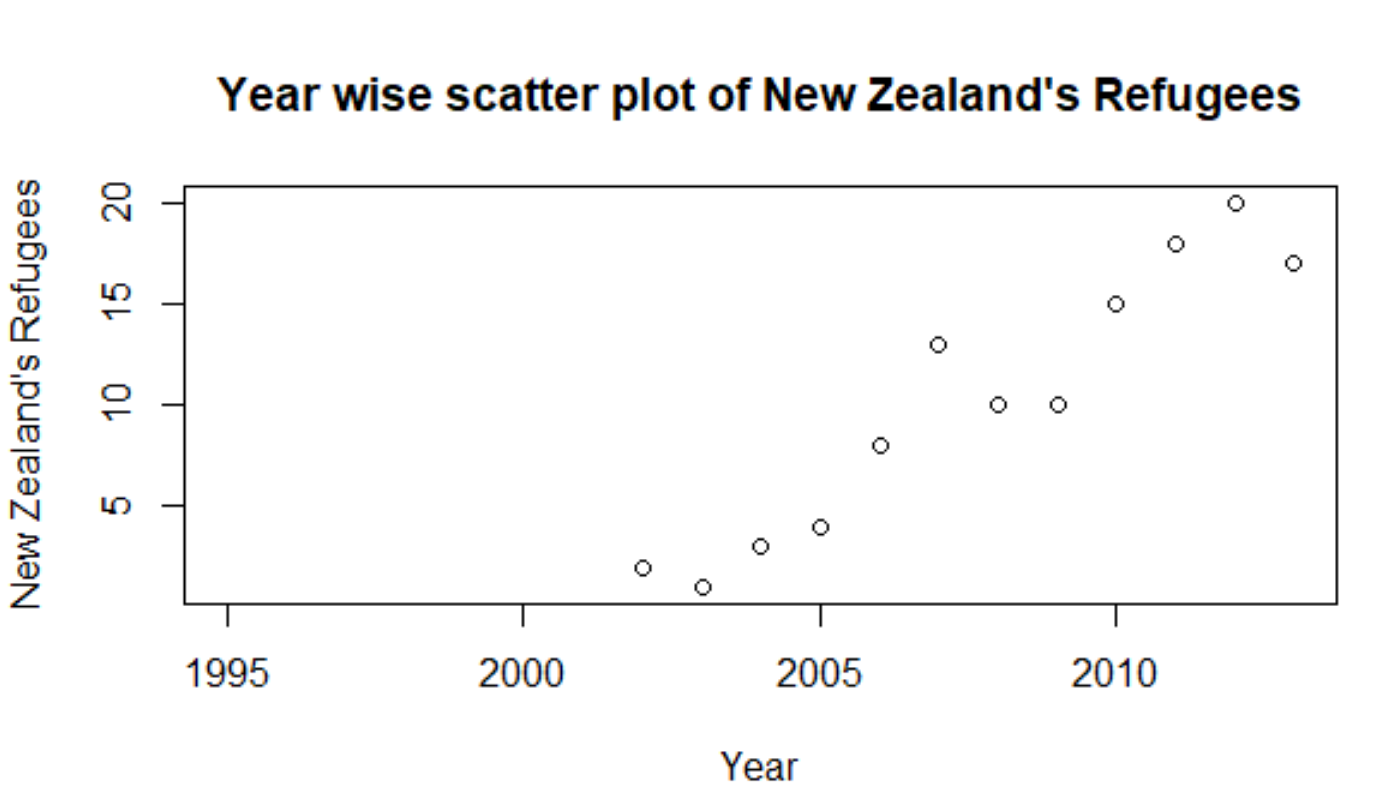 Year wise scatter plot of New Zealand's Refugees
New Zealand's Refugees
20
15
10
5
1995 2000 2005 2010
Year